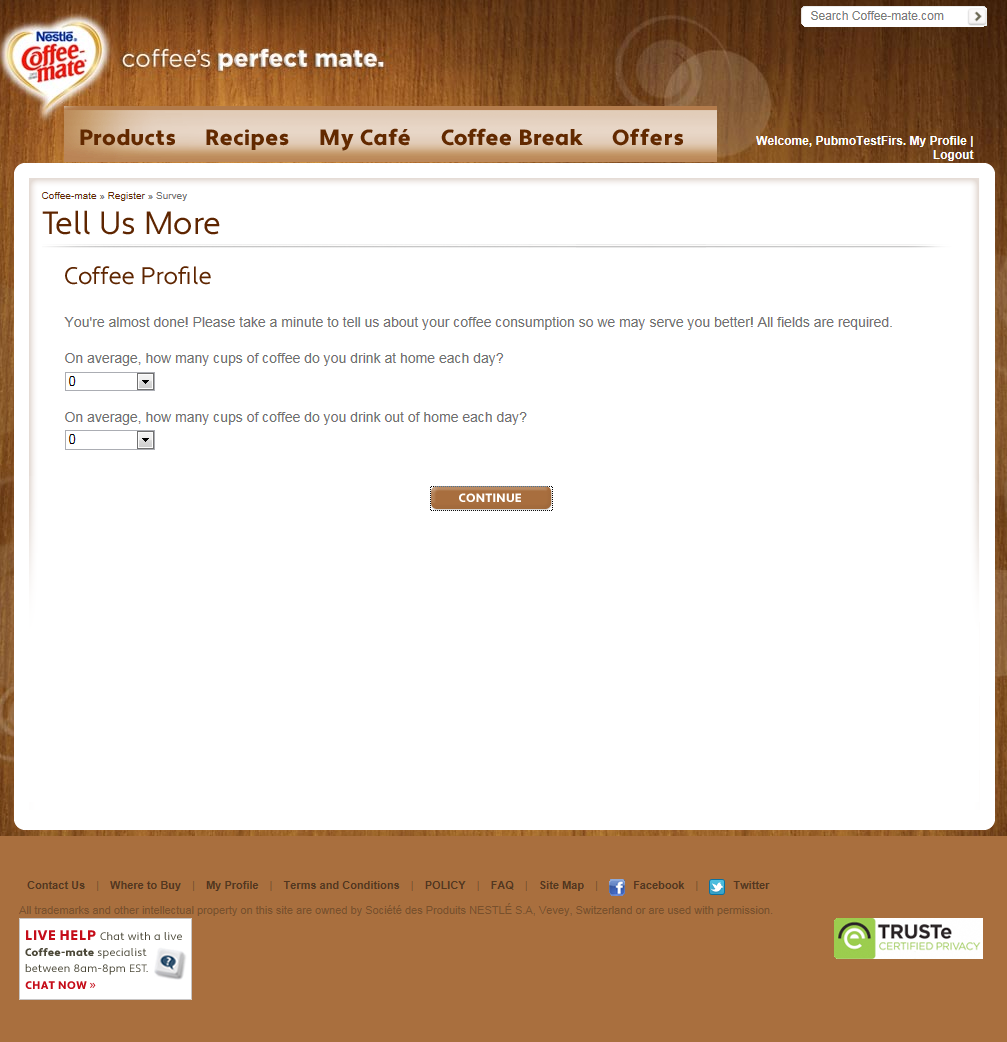 Search Coffee-mate.com
Nestlé®
Coffee-mate
coffee's perfect mate.
Products Recipes My Café Coffee Break Offers
Welcome, PubmoTestFirs. My Profile |
Logout
Coffee-mate » Register » Survey
Tell Us More
Coffee Profile
You're almost done! Please take a minute to tell us about your coffee consumption so we may serve you better! All fields are required.
On average, how many cups of coffee do you drink at home each day?
0
On average, how many cups of coffee do you drink out of home each day?
0
CONTINUE
Contact Us | Where to Buy | My Profile | Terms and Conditions | POLICY | FAQ | Site Map | Facebook | Twitter
All trademarks and other intellectual property on this site are owned by Société des Produits NESTLÉ S.A, Vevey, Switzerland or are used with permission.
LIVE HELP Chat with a live
Coffee-mate specialist
between 8am-8pm EST.
CHAT NOW »
?
TRUSTe
CERTIFIED PRIVACY